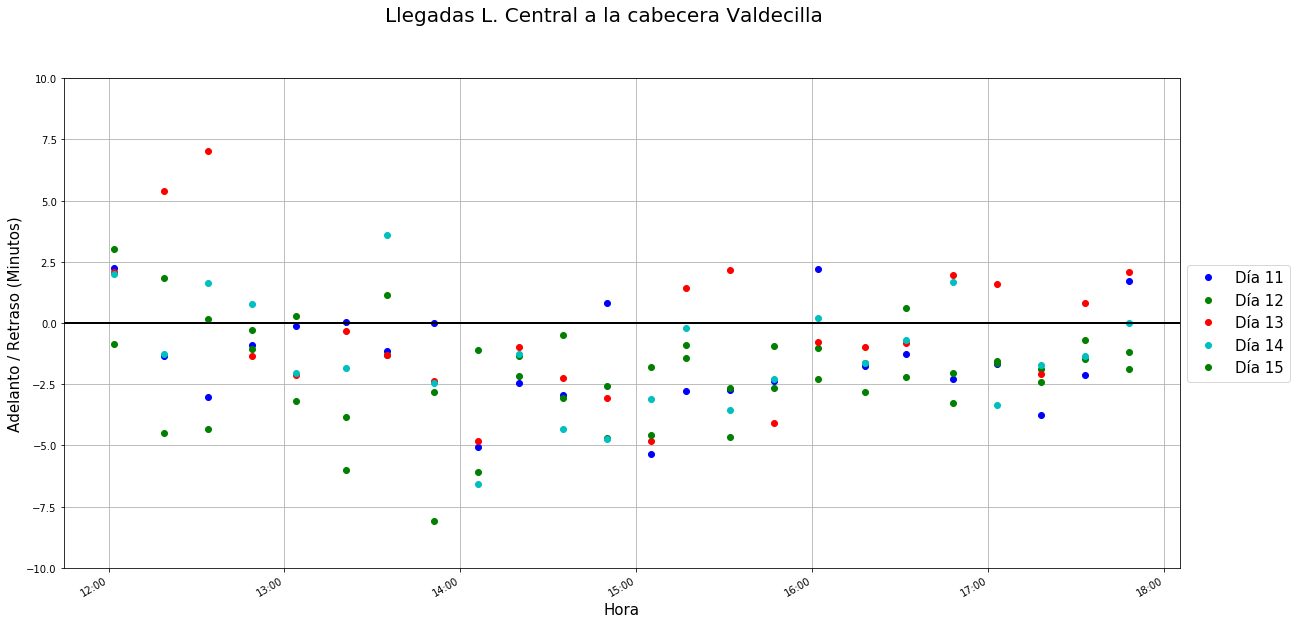 Llegadas L. Central a la cabecera Valdecilla
Adelanto / Retraso (Minutos)
10.0
7.5
5.0
2.5
0.0
−2.5
−5.0
−7.5
−10.0
12:00
13:00
14:00
15:00
16:00
17:00
18:00
Hora
Día 11
Día 12
Día 13
Día 14
Día 15